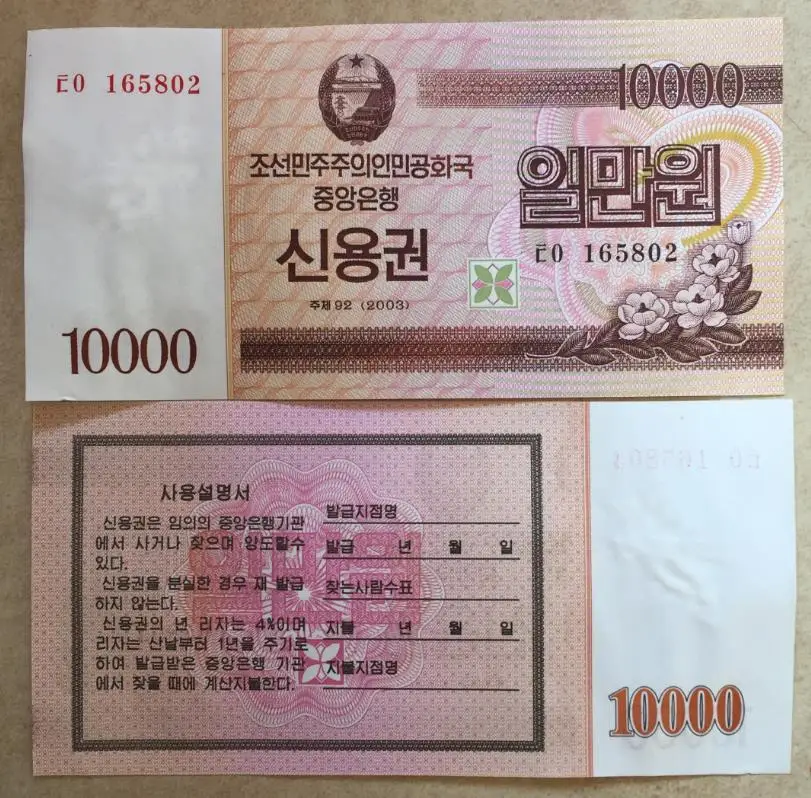 ㅌ0 165802
10000
조선민주주의인민공화국
중앙은행
신용권
주체92 (2003)
일만원
ㅌ0 165802
10000
사용설명서
신용권은 임의의 중앙은행기관
에서 사거나 찾으며 양도할수
있다.
신용권을 분실한 경우 재 발급
하지 않는다.
신용권의 년 리자는 4%이며
리자는 산날부터 1년을 주기로
하여 발급받은 중앙은행 기관
에서 찾을 때에 계산지불한다.
발급지점명
발급 년 월 일
찾는사람수표
지불 년 월 일
지불지점명
10000